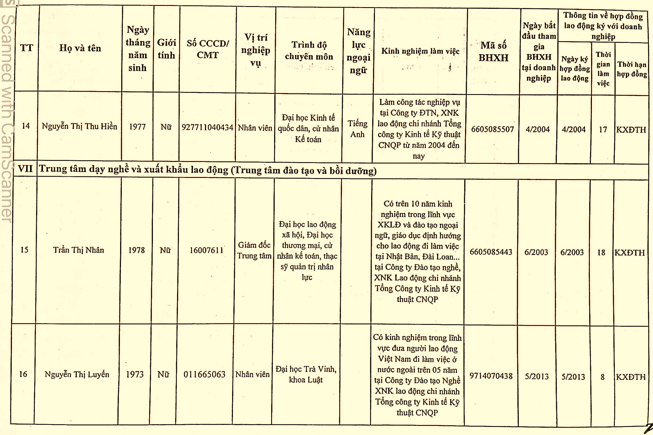 Scanned with CamScanner
TT
Họ và tên
Ngày
tháng
năm
sinh
Giới
tính
Số CCCD/
CMT
Vị trí
nghiệp
vụ
Trình độ
chuyên môn
Năng
lực
ngoại
ngữ
Kinh nghiệm làm việc
Mã số
BHXH
Ngày bắt
đầu tham
gia
BHXH
tại doanh
nghiệp
Thông tin về hợp đồng
lao động ký với doanh
nghiệp
Ngày ký
hợp đồng
lao động
Thời
gian
làm
việc
Thời hạn
hợp đồng
14
Nguyễn Thị Thu Hiền
1977
Nữ
927711040434
Nhân viên
Đại học Kinh tế
quốc dân, cử nhân
Kế toán
Tiếng
Anh
Làm công tác nghiệp vụ
tại Công ty ĐTN, XNK
lao động chi nhánh Tổng
công ty Kinh tế Kỹ thuật
CNQP từ năm 2004 đến
nay
6605085507
4/2004
4/2004
17
KXĐTH
VII
Trung tâm dạy nghề và xuất khẩu lao động (Trung tâm đào tạo và bồi dưỡng)
15
Trần Thị Nhân
1978
Nữ
16007611
Giám đốc
Trung tâm
Đại học lao động
xã hội, Đại học
thương mại, cử
nhân kế toán, thạc
sỹ quản trị nhân
lực
Có trên 10 năm kinh
nghiệm trong lĩnh vực
XKLĐ và đào tạo ngoại
ngữ, giáo dục định hướng
cho lao động đi làm việc
tại Nhật Bản, Đài Loan...
tại Công ty Đào tạo nghề,
XNK Lao động chi nhánh
Tổng Công ty Kinh tế Kỹ
thuật CNQP
6605085443
6/2003
6/2003
18
KXĐTH
16
Nguyễn Thị Luyến
1973
Nữ
011665063
Nhân viên
Đại học Trà Vinh,
khoa Luật
Có kinh nghiệm trong lĩnh
vực đưa người lao động
Việt Nam đi làm việc ở
nước ngoài trên 05 năm
tại Công ty Đào tạo Nghề
XNK lao động chi nhánh
Tổng công ty Kinh tế Kỹ
thuật CNQP
9714070438
5/2013
5/2013
8
KXĐTH